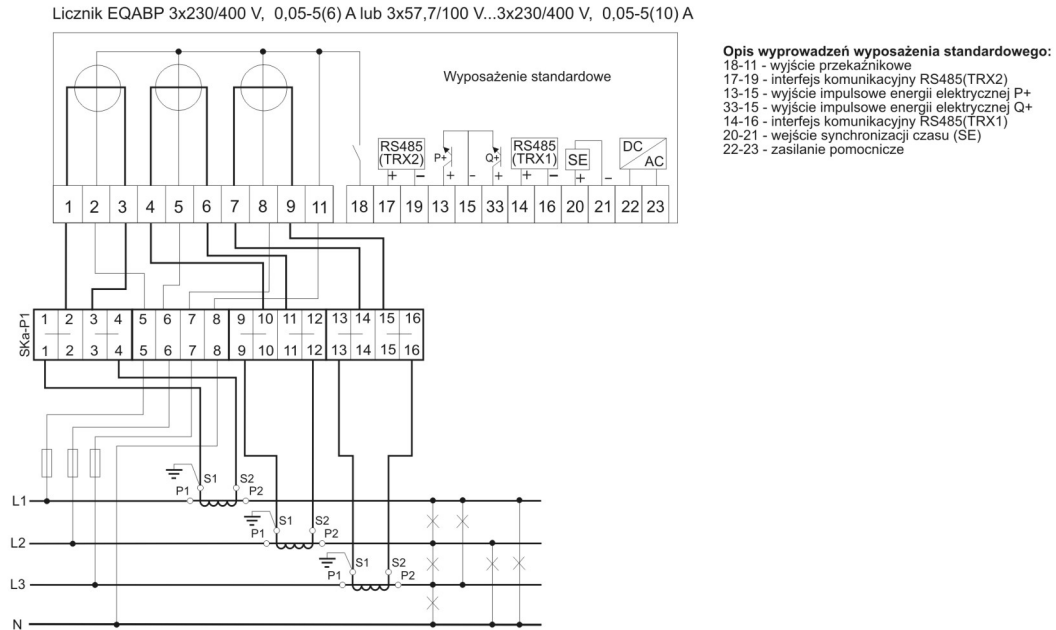 Licznik EQABP 3x230/400 V, 0,05-5(6) A lub 3x57,7/100 V...3x230/400 V, 0,05-5(10) A
Wyposażenie standardowe
Opis wyprowadzeń wyposażenia standardowego:
18-11 - wyjście przekaźnikowe
17-19 - interfejs komunikacyjny RS485(TRX2)
13-15 - wyjście impulsowe energii elektrycznej P+
33-15 - wyjście impulsowe energii elektrycznej Q+
14-16 - interfejs komunikacyjny RS485(TRX1)
20-21 - wejście synchronizacji czasu (SE)
22-23 - zasilanie pomocnicze
RS485 (TRX2)
P+
Q+
RS485 (TRX1)
SE
DC AC
+ – + – + + – + –
1 2 3 4 5 6 7 8 9 11 18 17 19 13 15 33 14 16 20 21 22 23
SKa-P1
1 2 3 4 5 6 7 8 9 10 11 12 13 14 15 16
1 2 3 4 5 6 7 8 9 10 11 12 13 14 15 16
S1 S2
P1 P2
L1
S1 S2
P1 P2
L2
S1 S2
P1 P2
L3
N